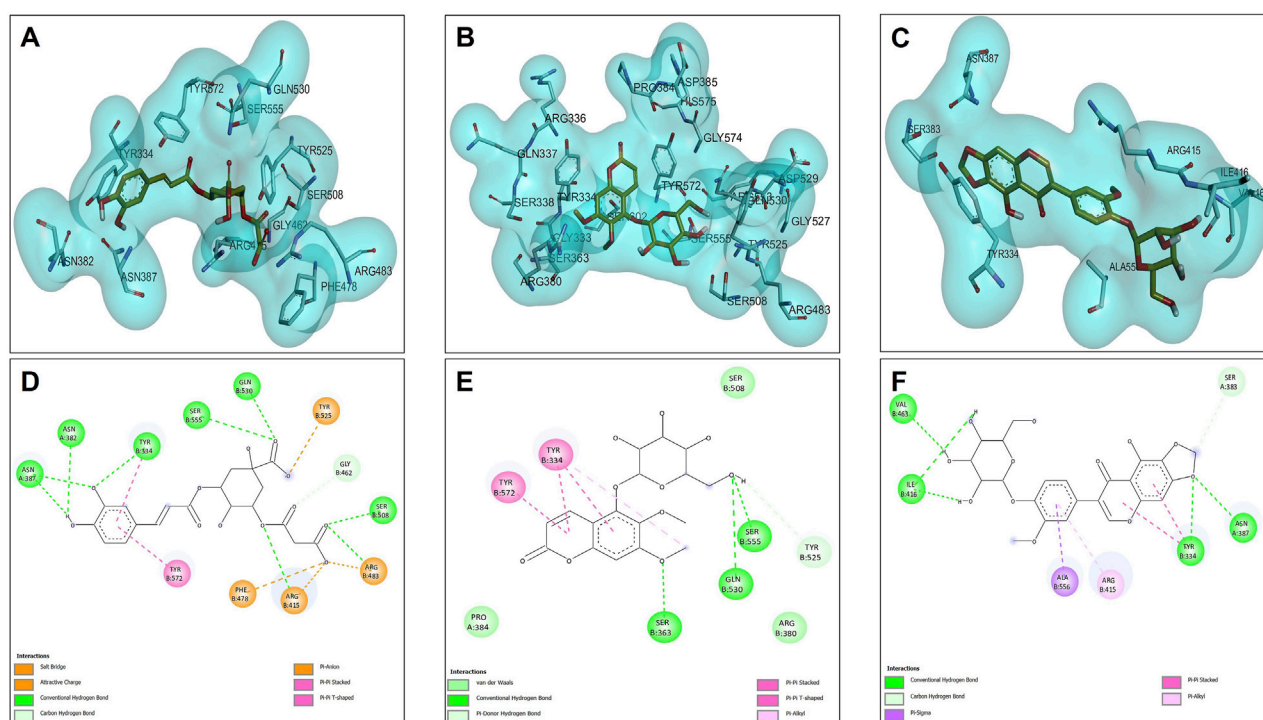 A
TYR572
GLN530
SER555
TYR334
TYR525
SER508
GLY462
ASN382
ASN387
ARG483
PHE478
B
PRO384
ASP385
HIS575
ARG336
GLY574
GLN337
TYR334
TYR572
ASP529
SER338
GLN530
GLY527
SER555
TYR525
SER363
ARG380
SER508
ARG483
C
ASN387
SER383
ARG415
ILE416
TYR334
D
GLN
B:530
SER
B:555
TYR
B:525
ASN
A:382
TYR
ASN
A:387
GLY
B:462
SER
B:508
TYR
B:572
PHE
B:478
ARG
B:415
ARG
B:483
Interactions
Salt Bridge
Attractive Charge
Conventional Hydrogen Bond
Carbon Hydrogen Bond
Pi-Anion
Pi-Pi Stacked
Pi-Pi T-shaped
E
SER
B:508
TYR
B:334
TYR
B:572
SER
B:555
TYR
B:525
GLN
B:530
PRO
A:384
SER
B:363
ARG
B:380
Interactions
van der Waals
Conventional Hydrogen Bond
Pi-Donor Hydrogen Bond
Pi-Pi Stacked
Pi-Pi T-shaped
Pi-Alkyl
F
SER
A:383
VAL
B:463
ILE
B:416
ASN
A:387
TYR
B:334
ALA
B:556
ARG
B:415
Interactions
Conventional Hydrogen Bond
Carbon Hydrogen Bond
Pi-Sigma
Pi-Pi Stacked
Pi-Alkyl